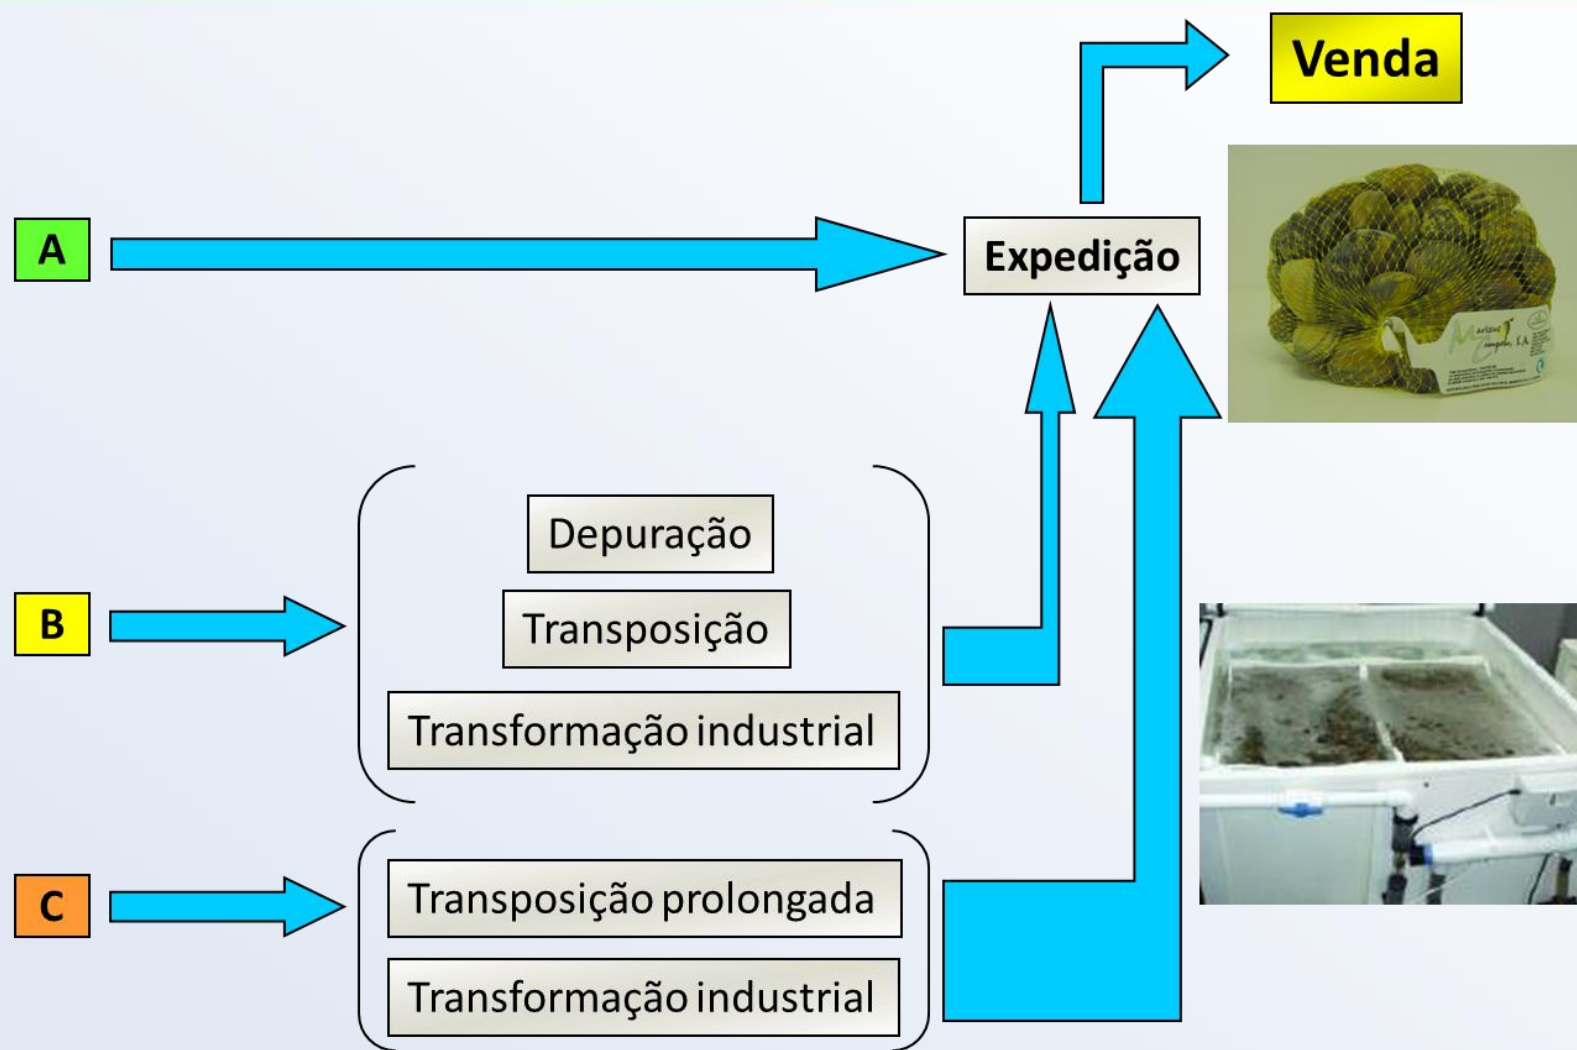 Venda
A
Expedição
Depuração
B
Transposição
Transformação industrial
C
Transposição prolongada
Transformação industrial